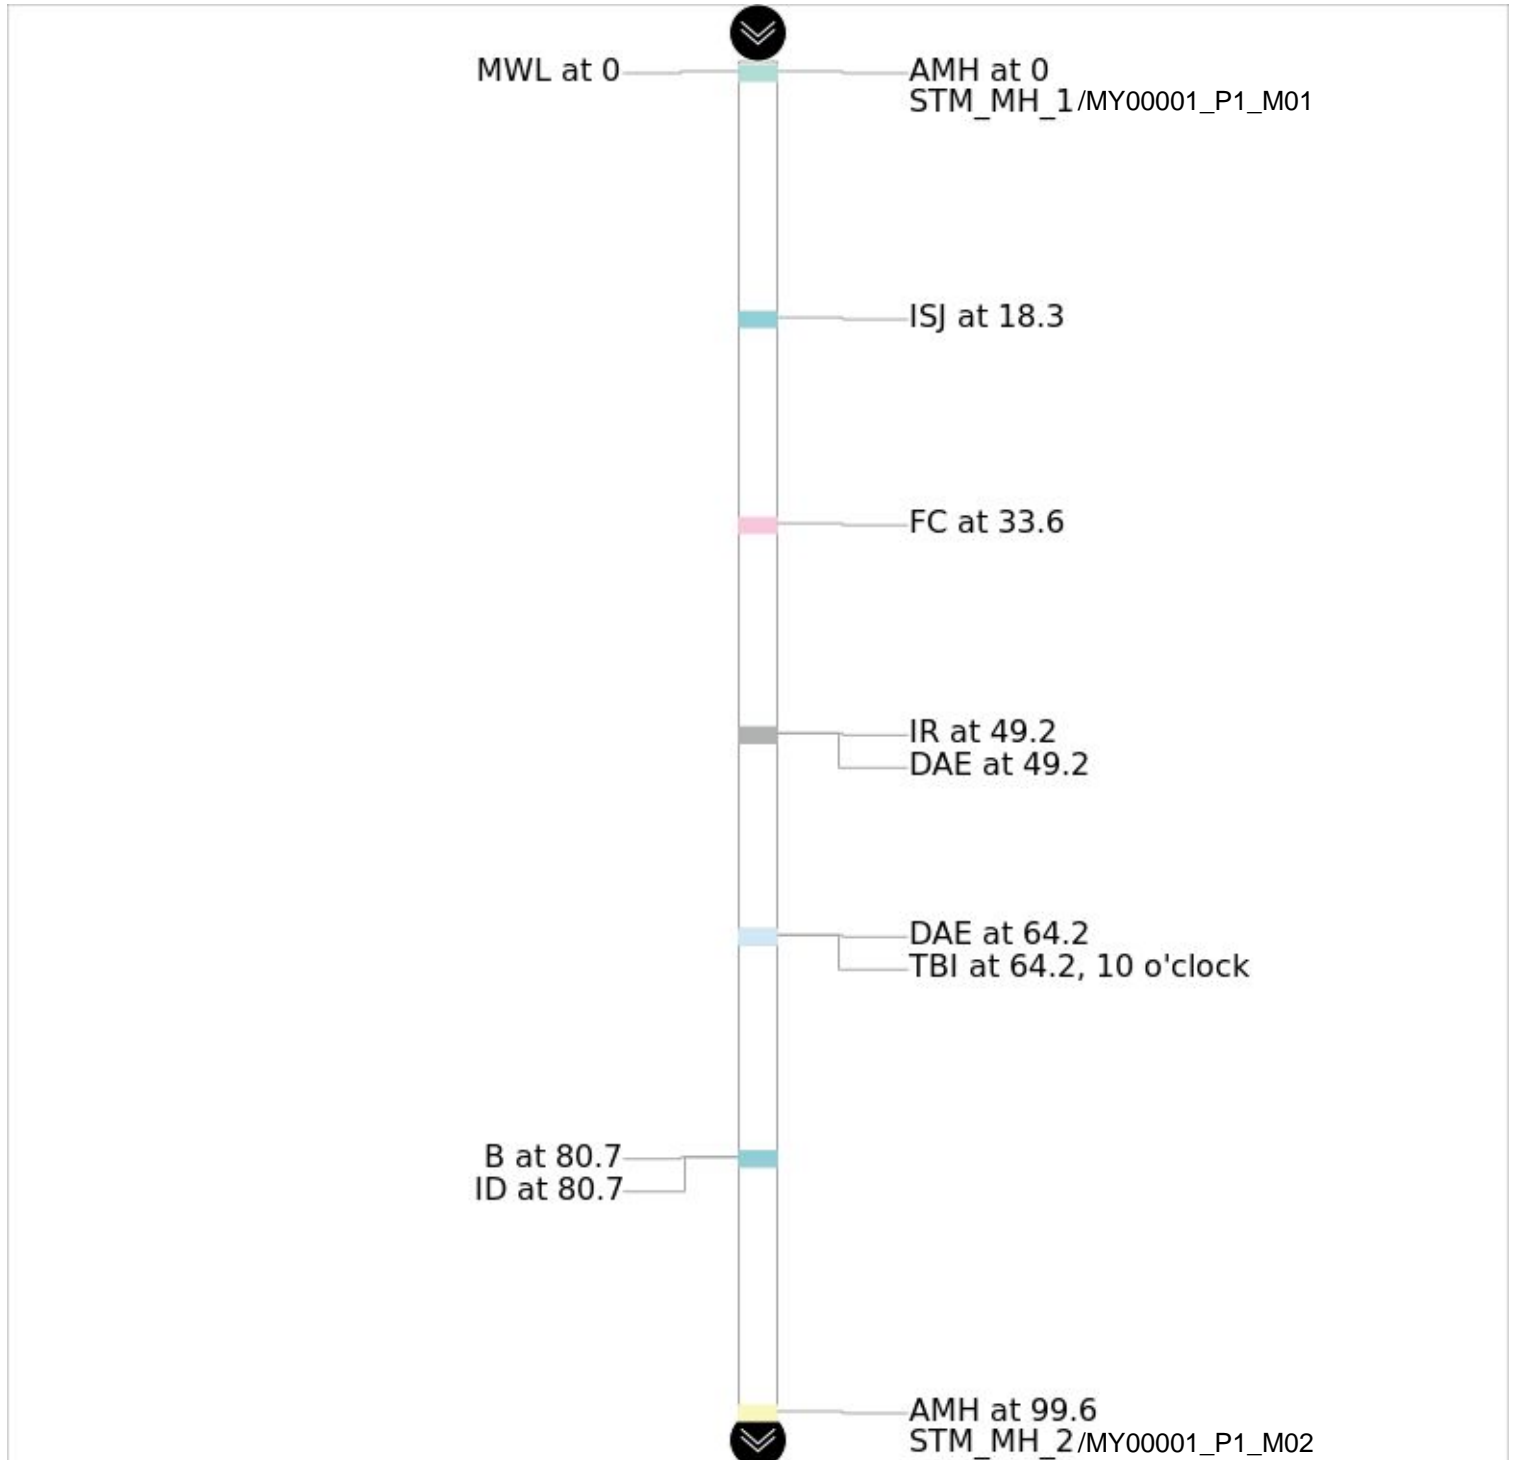 MWL at 0
AMH at 0
STM_MH_1/MY00001_P1_M01
ISJ at 18.3
FC at 33.6
IR at 49.2
DAE at 49.2
DAE at 64.2
TBI at 64.2, 10 o'clock
B at 80.7
ID at 80.7
AMH at 99.6
STM_MH_2/MY00001_P1_M02